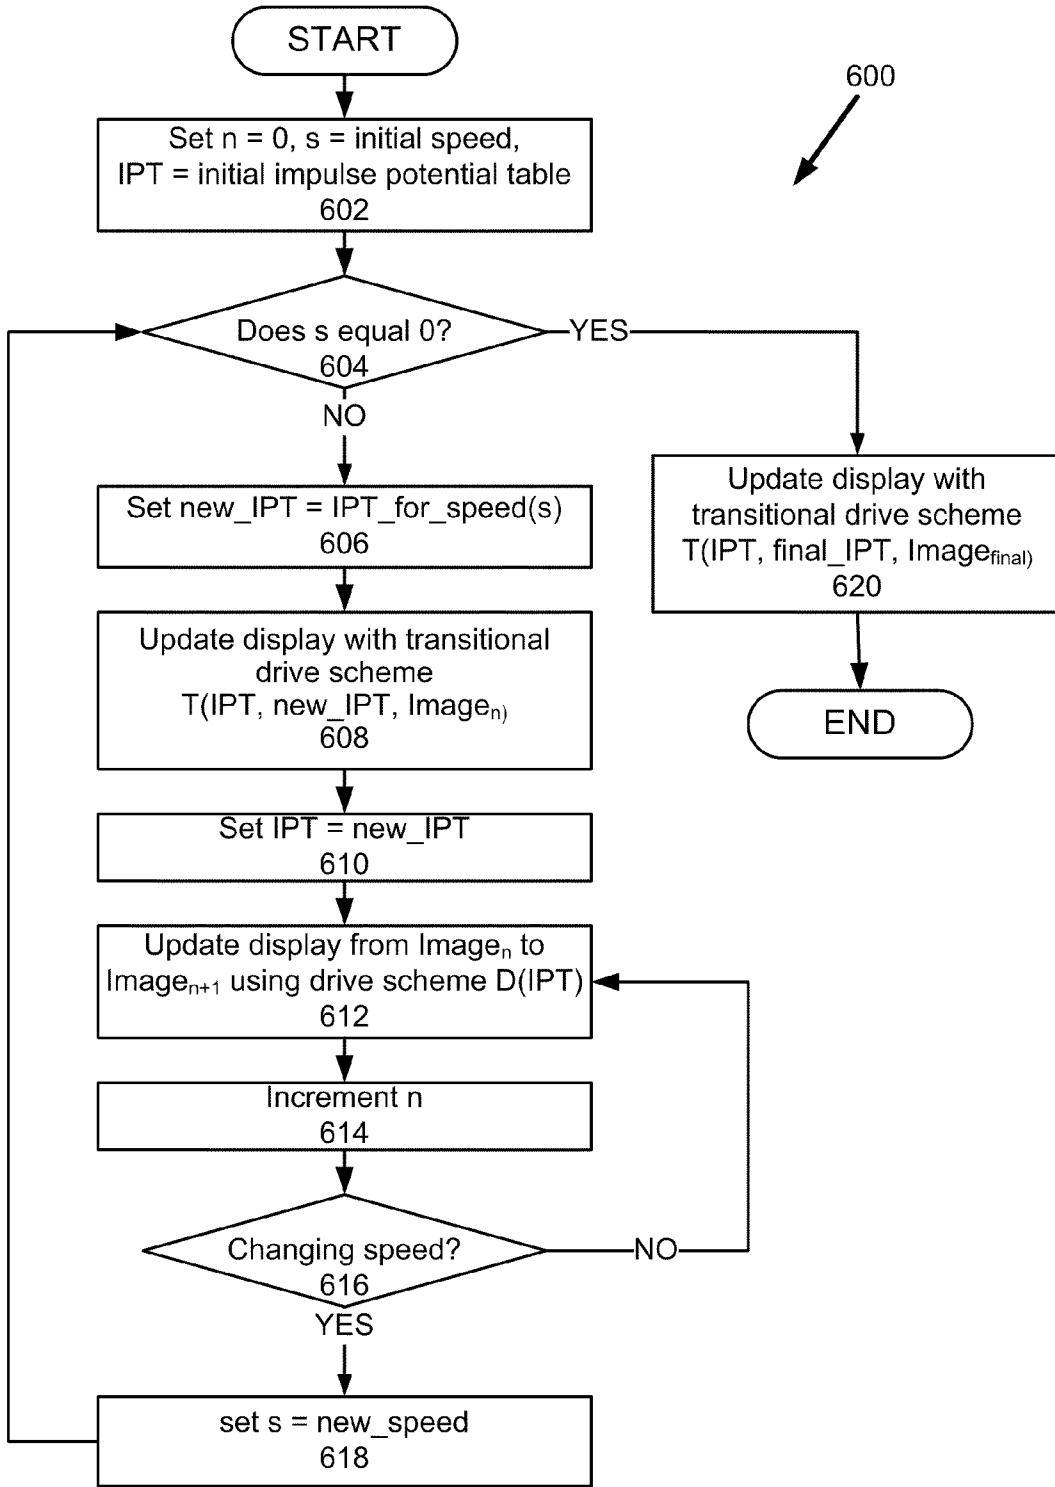 START
600
Set n = 0, s = initial speed,
IPT = initial impulse potential table
602
Does s equal 0?
604
YES
NO
Set new_IPT = IPT_for_speed(s)
606
Update display with
transitional drive scheme
T(IPT, final_IPT, Imagefinal)
620
Update display with transitional
drive scheme
T(IPT, new_IPT, Imagen)
608
END
Set IPT = new_IPT
610
Update display from Imagen to
Imagen+1 using drive scheme D(IPT)
612
Increment n
614
Changing speed?
616
NO
YES
set s = new_speed
618